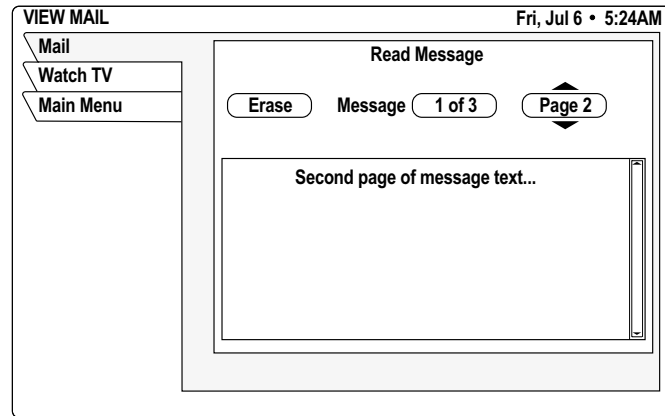 VIEW MAIL Fri, Jul 6 • 5:24AM
Mail
Read Message
Watch TV
Main Menu
Erase Message 1 of 3 Page 2
Second page of message text...